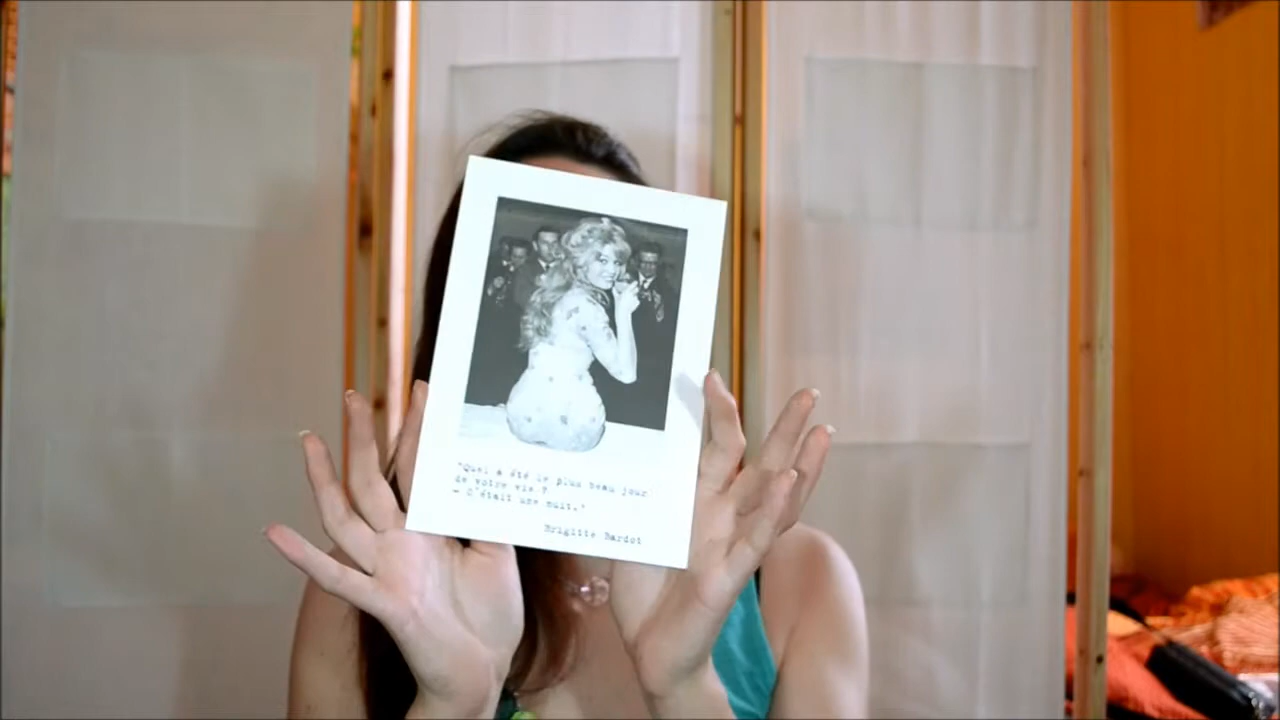 "Quel a été le plus beau jour
de votre vie ?
- C'était une nuit."
Brigitte Bardot